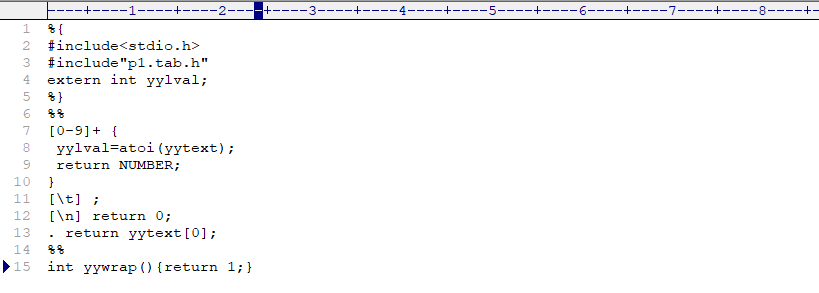 ----+----1----+----2----+----3----+----4----+----5----+----6----+----7----+----8----+-
1 %{
2 #include<stdio.h>
3 #include"p1.tab.h"
4 extern int yylval;
5 %}
6 %%
7 [0-9]+ {
8  yylval=atoi(yytext);
9  return NUMBER;
10 }
11 [\t] ;
12 [\n] return 0;
13 . return yytext[0];
14 %%
15 int yywrap(){return 1;}